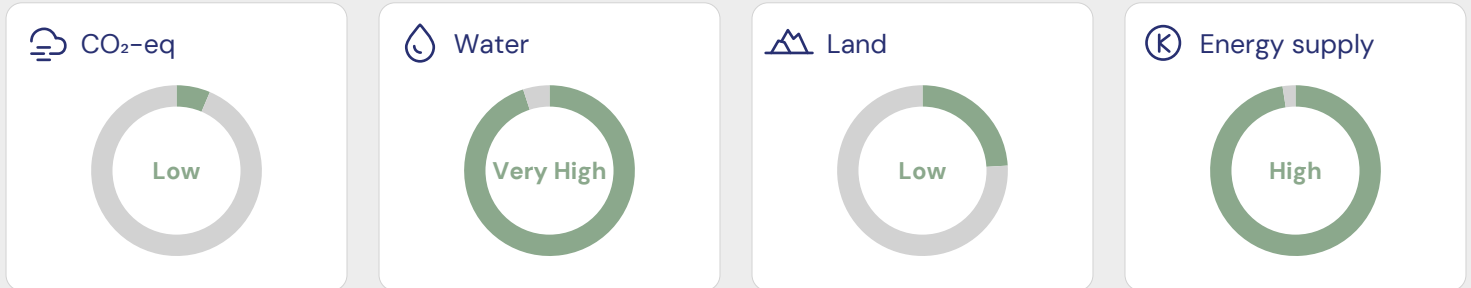 CO₂-eq
Low
Water
Very High
Land
Low
Energy supply
High